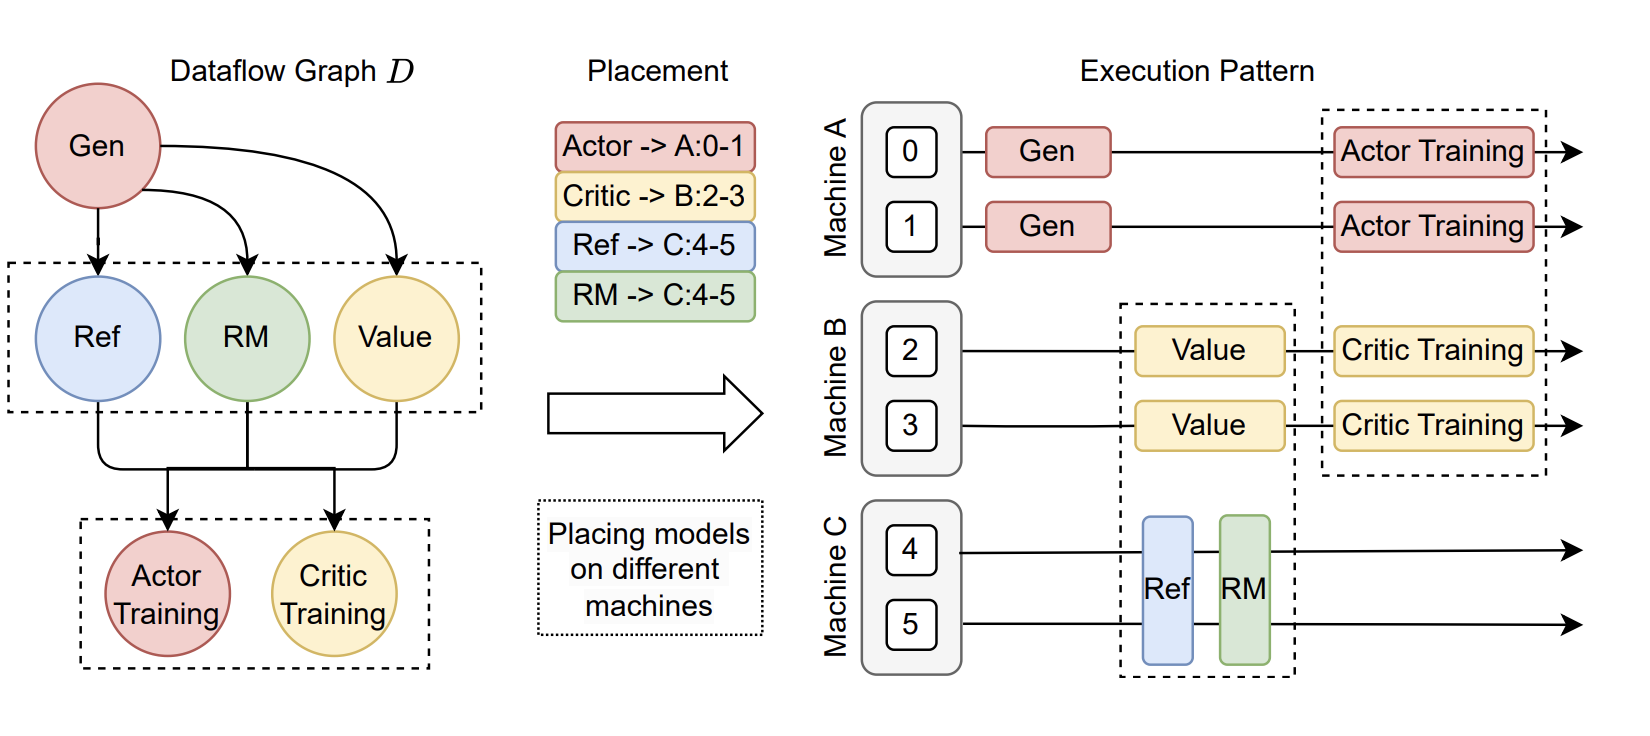 Dataflow Graph D
Gen
Ref
RM
Value
Actor
Training
Critic
Training
Placement
Actor -> A:0-1
Critic -> B:2-3
Ref -> C:4-5
RM -> C:4-5
Placing models
on different
machines
Execution Pattern
Machine A
0
Gen
Actor Training
1
Gen
Actor Training
Machine B
2
Value
Critic Training
3
Value
Critic Training
Machine C
4
5
Ref
RM